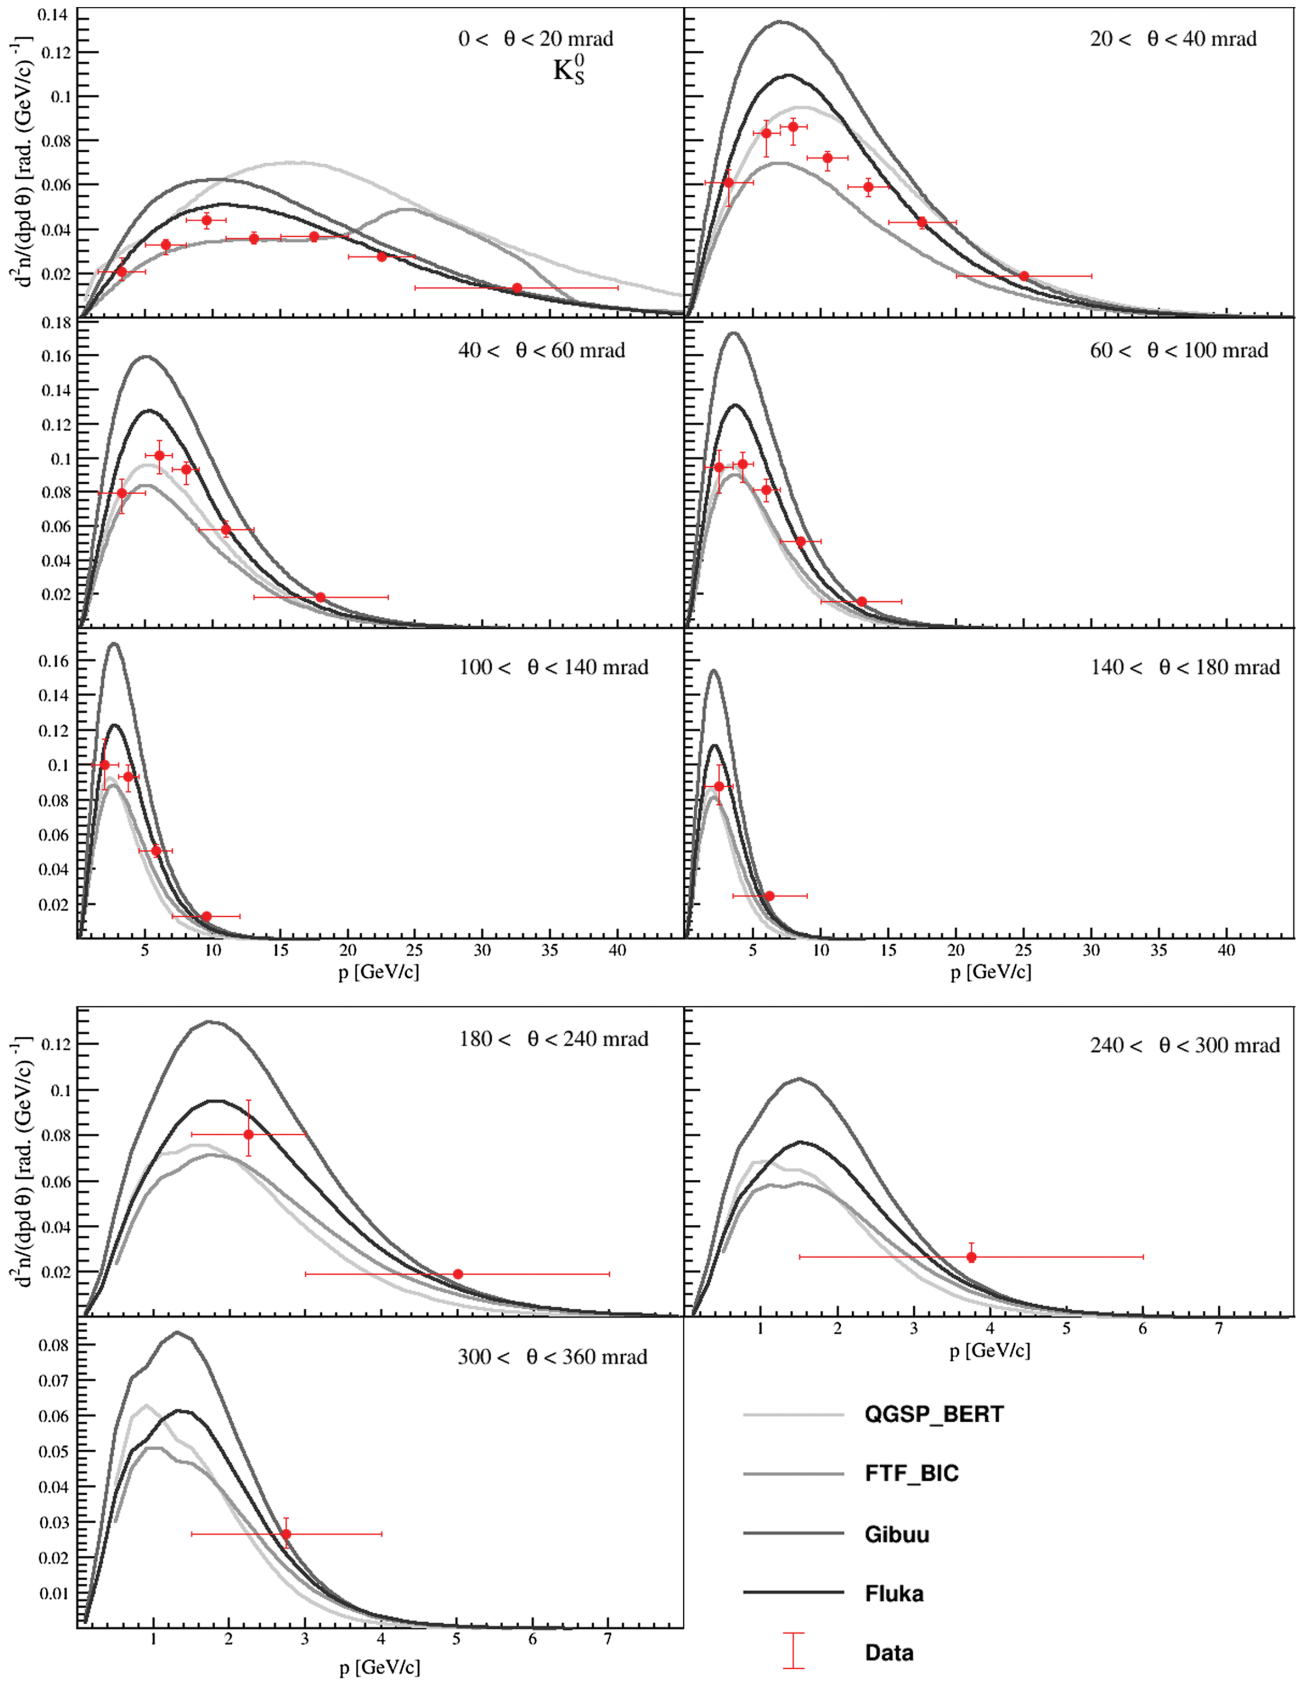 d²n/(dpdθ) [rad. (GeV/c)⁻¹]
0.14
0.12
0.1
0.08
0.06
0.04
0.02
0 < θ < 20 mrad
K⁰_S
20 < θ < 40 mrad
0.18
0.16
0.14
0.12
0.1
0.08
0.06
0.04
0.02
40 < θ < 60 mrad
60 < θ < 100 mrad
0.16
0.14
0.12
0.1
0.08
0.06
0.04
0.02
100 < θ < 140 mrad
140 < θ < 180 mrad
5 10 15 20 25 30 35 40
5 10 15 20 25 30 35 40
p [GeV/c]
p [GeV/c]
d²n/(dpdθ) [rad. (GeV/c)⁻¹]
0.12
0.1
0.08
0.06
0.04
0.02
180 < θ < 240 mrad
240 < θ < 300 mrad
1 2 3 4 5 6 7
p [GeV/c]
0.08
0.07
0.06
0.05
0.04
0.03
0.02
0.01
300 < θ < 360 mrad
1 2 3 4 5 6 7
p [GeV/c]
QGSP_BERT
FTF_BIC
Gibuu
Fluka
Data